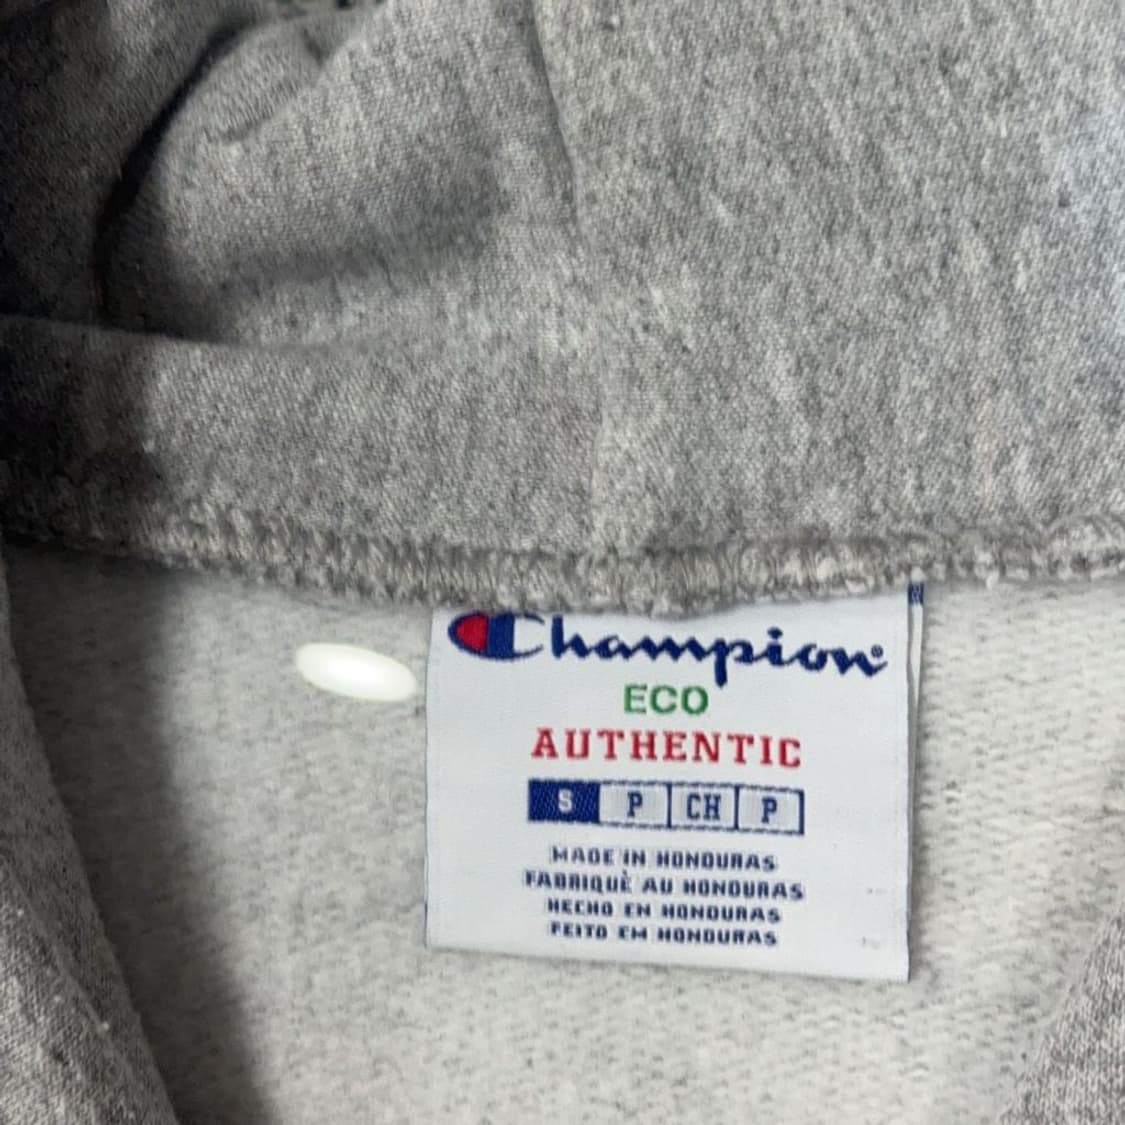 Champion®
ECO
AUTHENTIC
S P CH P
MADE IN HONDURAS
FABRIQUÈ AU HONDURAS
HECHO EN HONDURAS
FEITO EM HONDURAS